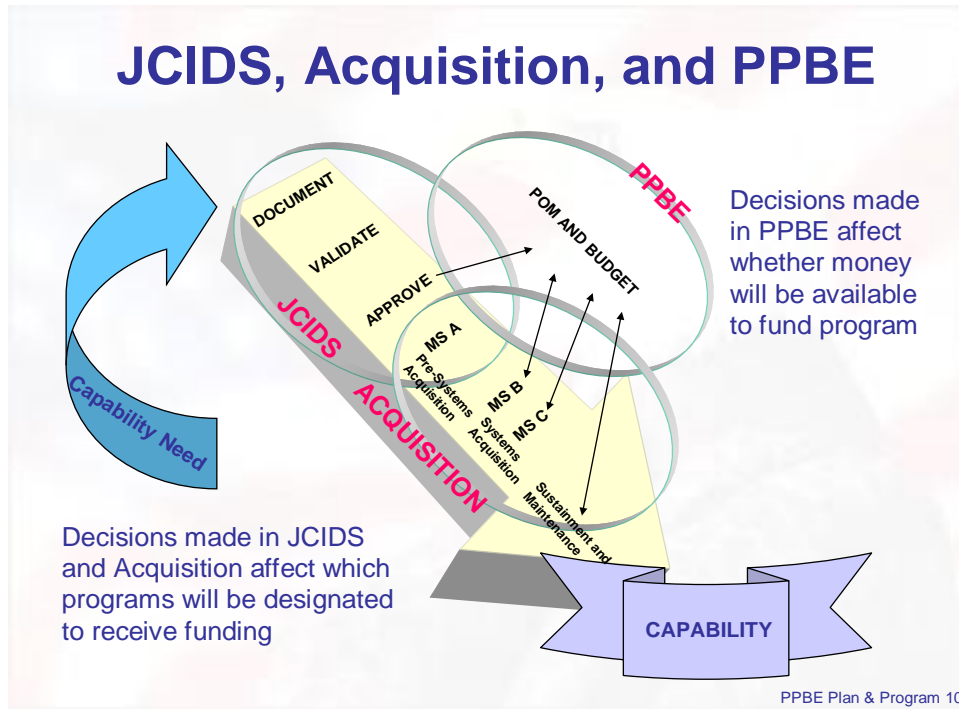 JCIDS, Acquisition, and PPBE
DOCUMENT
VALIDATE
APPROVE
JCIDS
PPBE
POM AND BUDGET
Decisions made
in PPBE affect
whether money
will be available
to fund program
Capability Need
MS A
Pre-Systems
Acquisition
MS B
MS C
Systems
Acquisition
ACQUISITION
Sustainment and
Maintenance
Decisions made in JCIDS
and Acquisition affect which
programs will be designated
to receive funding
CAPABILITY
PPBE Plan & Program 10